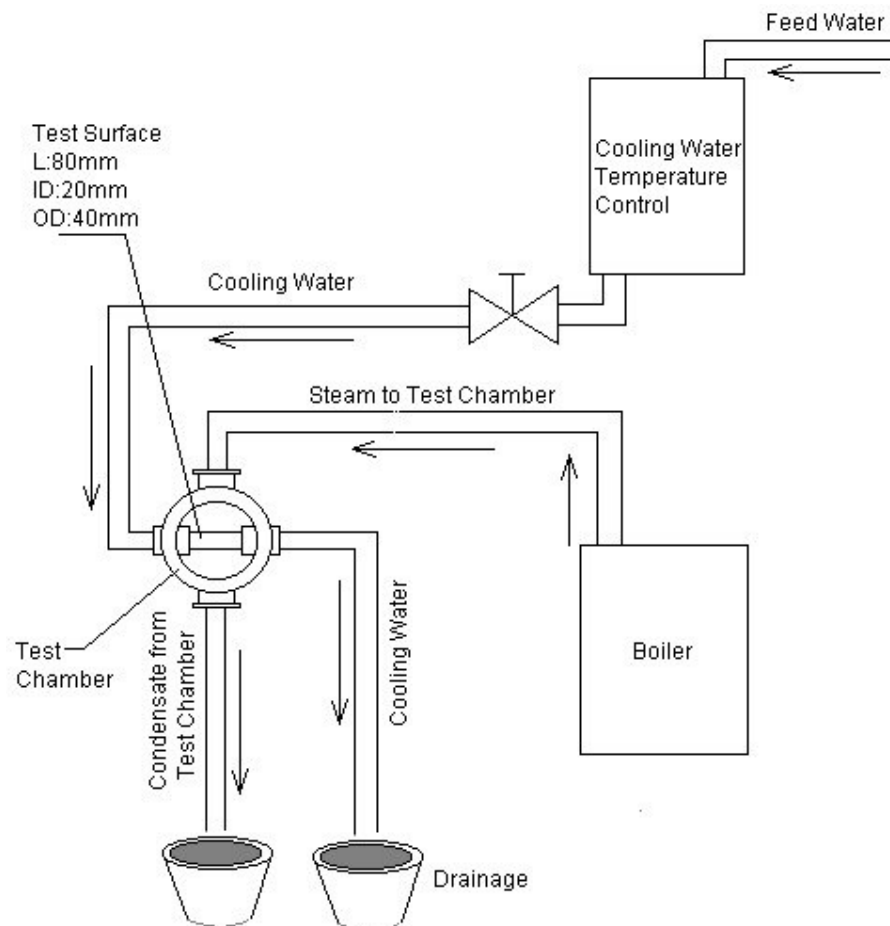 Feed Water
Test Surface
L:80mm
ID:20mm
OD:40mm
Cooling Water
Temperature
Control
Cooling Water
Steam to Test Chamber
Test
Chamber
Condensate from
Test Chamber
Cooling Water
Boiler
Drainage